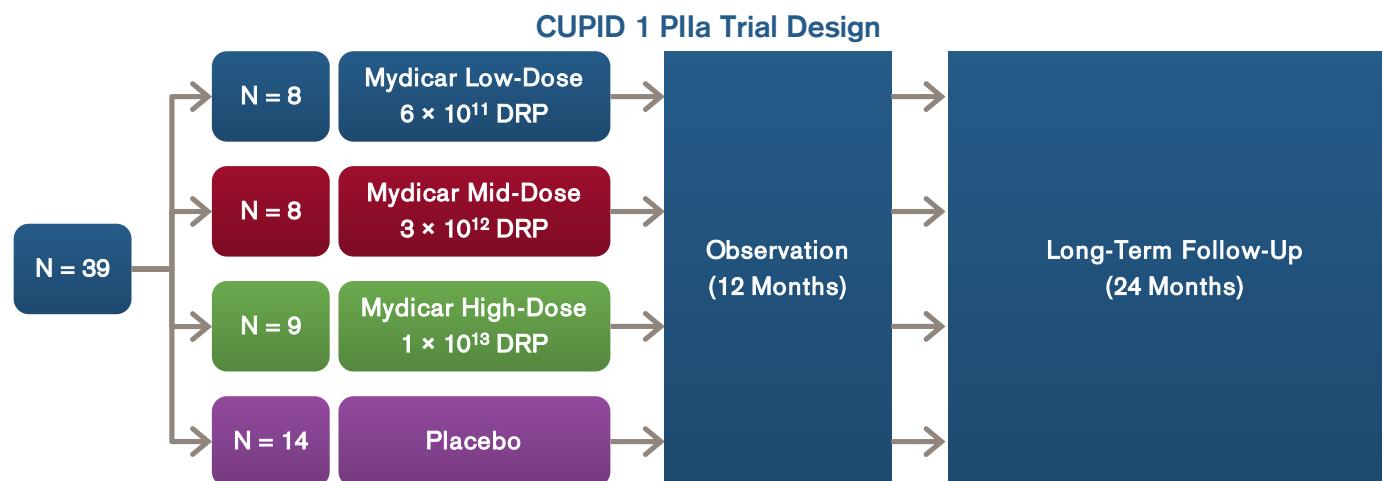 CUPID 1 PIIa Trial Design
N = 39
N = 8
Mydicar Low-Dose
6 × 10¹¹ DRP
N = 8
Mydicar Mid-Dose
3 × 10¹² DRP
N = 9
Mydicar High-Dose
1 × 10¹³ DRP
N = 14
Placebo
Observation
(12 Months)
Long-Term Follow-Up
(24 Months)